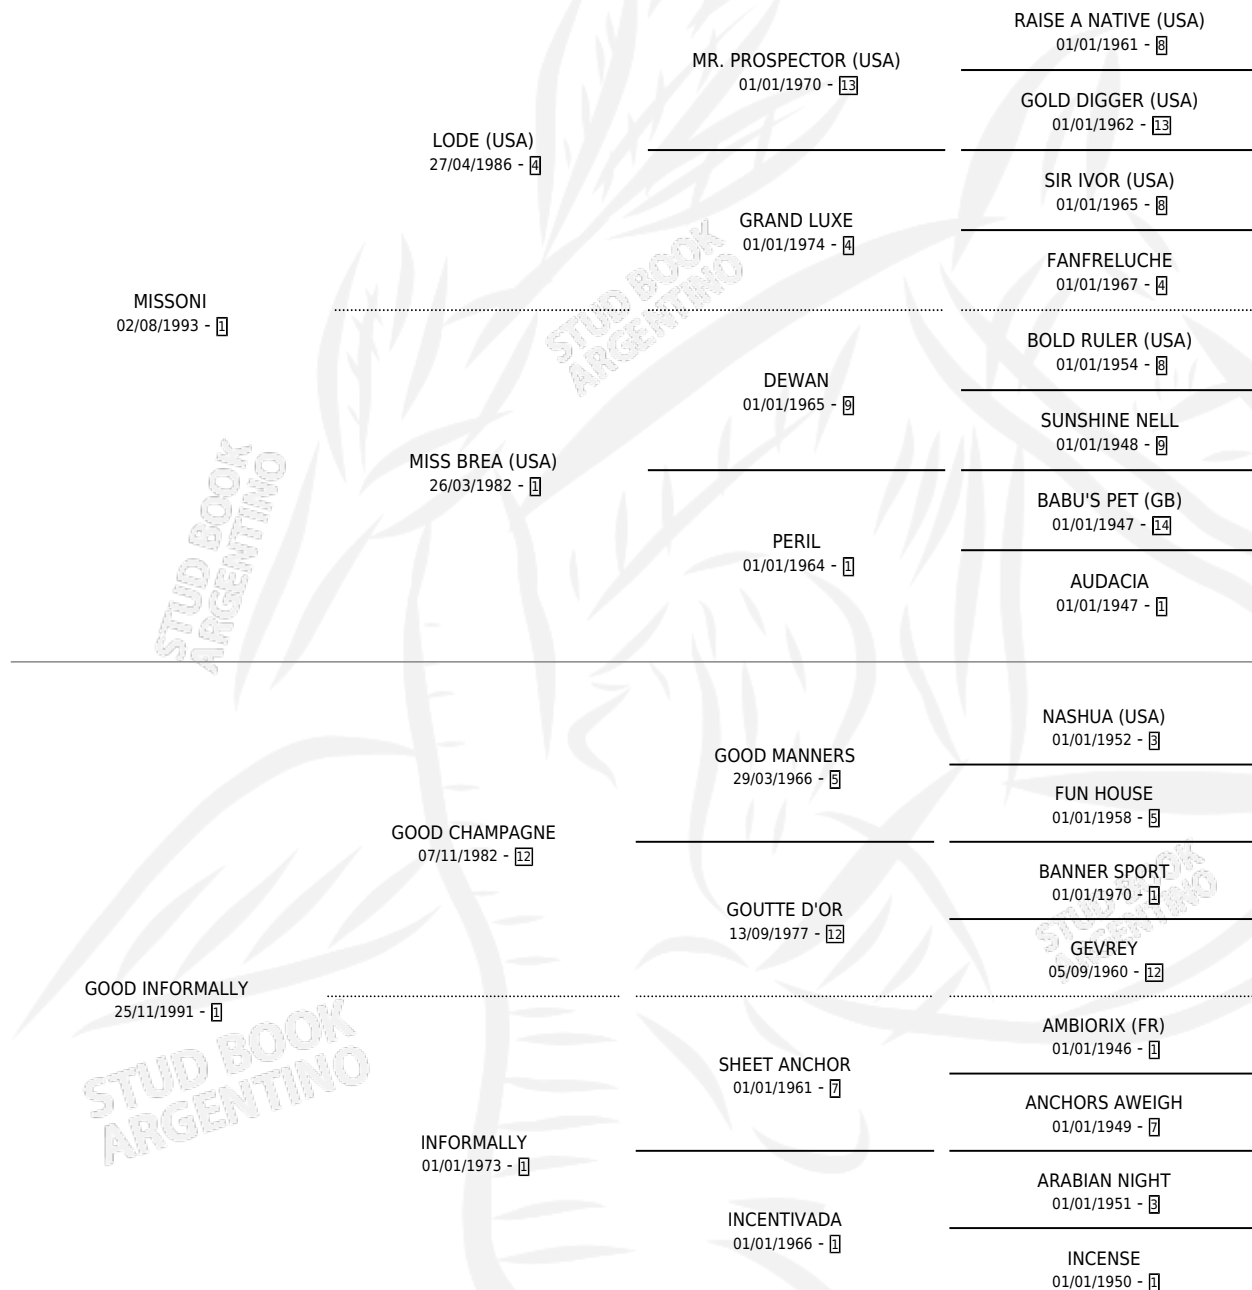 RAISE A NATIVE (USA)
01/01/1961 - 8
MR. PROSPECTOR (USA)
01/01/1970 - 13
GOLD DIGGER (USA)
01/01/1962 - 13
LODE (USA)
27/04/1986 - 4
SIR IVOR (USA)
01/01/1965 - 8
GRAND LUXE
01/01/1974 - 4
FANFRELUCHE
01/01/1967 - 4
MISSONI
02/08/1993 - 1
BOLD RULER (USA)
01/01/1954 - 8
DEWAN
01/01/1965 - 9
SUNSHINE NELL
01/01/1948 - 9
MISS BREA (USA)
26/03/1982 - 1
BABU'S PET (GB)
01/01/1947 - 14
PERIL
01/01/1964 - 1
AUDACIA
01/01/1947 - 1
NASHUA (USA)
01/01/1952 - 3
GOOD MANNERS
29/03/1966 - 5
FUN HOUSE
01/01/1958 - 5
GOOD CHAMPAGNE
07/11/1982 - 12
BANNER SPORT
01/01/1970 - 1
GOUTTE D'OR
13/09/1977 - 12
GEVREY
05/09/1960 - 12
GOOD INFORMALLY
25/11/1991 - 1
AMBIORIX (FR)
01/01/1946 - 1
SHEET ANCHOR
01/01/1961 - 7
ANCHORS AWEIGH
01/01/1949 - 7
INFORMALLY
01/01/1973 - 1
ARABIAN NIGHT
01/01/1951 - 3
INCENTIVADA
01/01/1966 - 1
INCENSE
01/01/1950 - 1
STUD BOOK
ARGENTINO
STUD BOOK
ARGENTINO
STUD BOOK
ARGENTINO
STUD BOOK
ARGENTINO